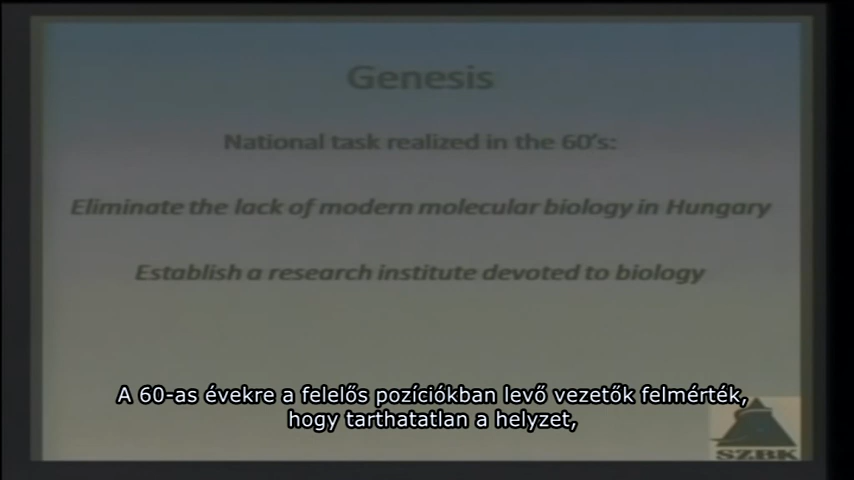 Genesis
National task realized in the 60's:
Eliminate the lack of modern molecular biology in Hungary
Establish a research institute devoted to biology
A 60-as évekre a felelős pozíciókban levő vezetők felmérték,
hogy tarthatatlan a helyzet,
SZBK